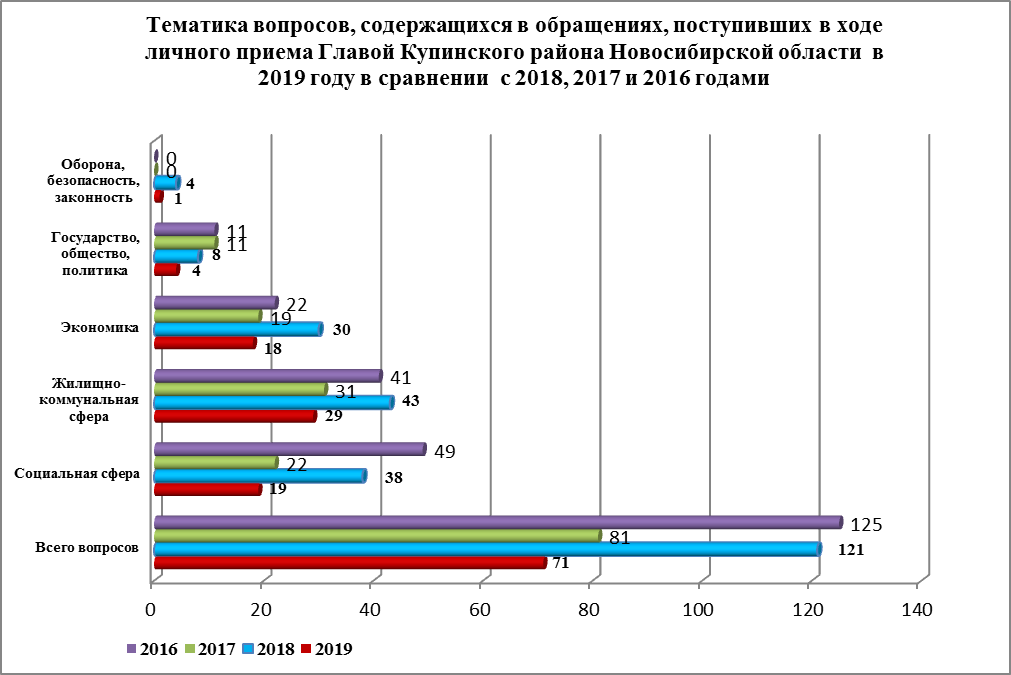 Тематика вопросов, содержащихся в обращениях, поступивших в ходе
личного приема Главой Купинского района Новосибирской области в
2019 году в сравнении с 2018, 2017 и 2016 годами
Оборона,
безопасность,
законность
0
0
4
1
Государство,
общество,
политика
11
11
8
4
Экономика
22
19
30
18
Жилищно-
коммунальная
сфера
41
31
43
29
Социальная сфера
49
22
38
19
Всего вопросов
125
81
121
71
0 20 40 60 80 100 120 140
2016 2017 2018 2019